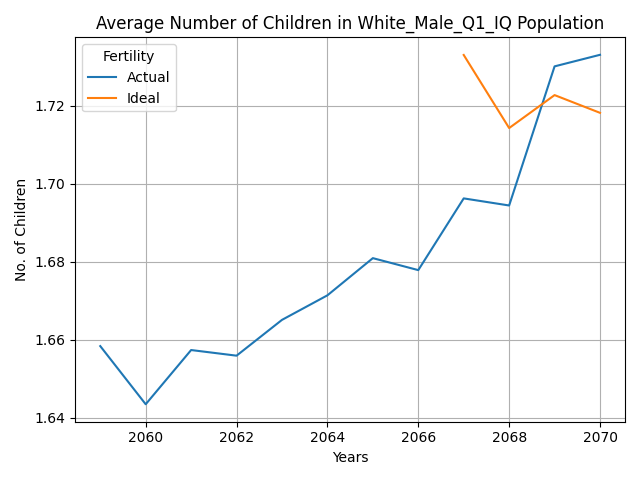 Average Number of Children in White_Male_Q1_IQ Population
Fertility
Actual
Ideal
No. of Children
1.72
1.70
1.68
1.66
1.64
2060 2062 2064 2066 2068 2070
Years